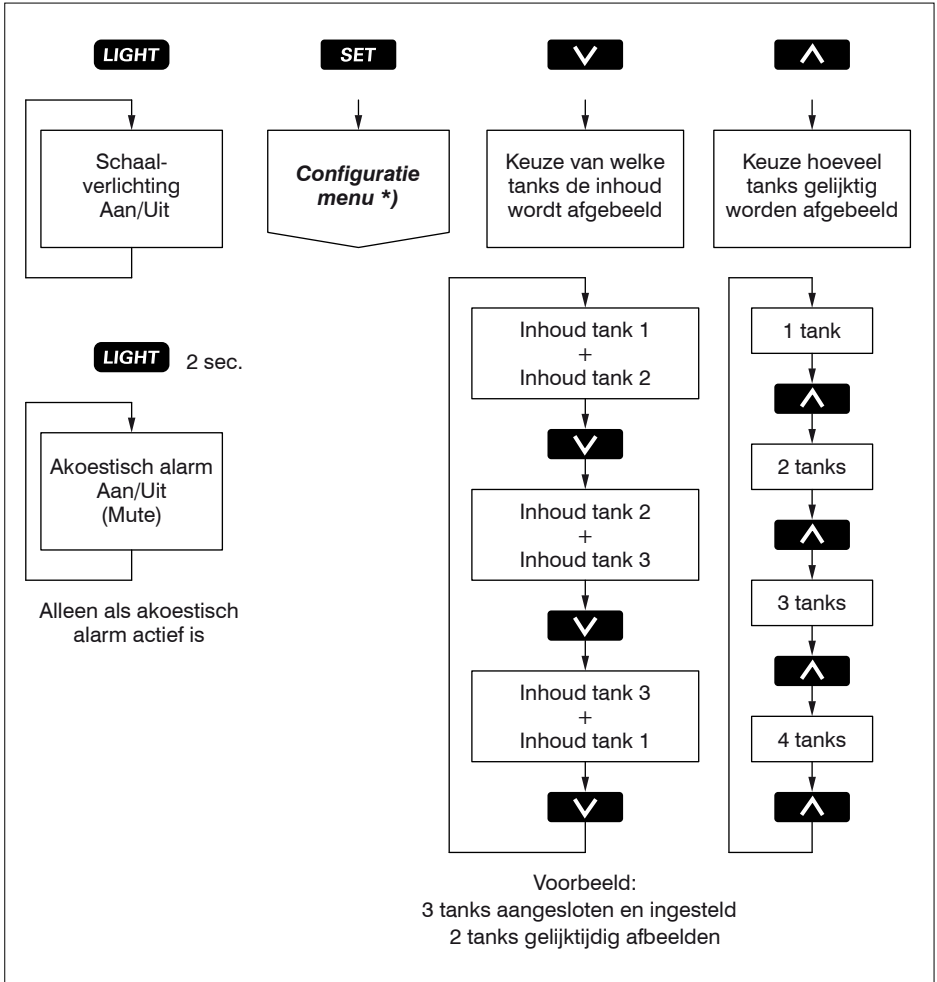 LIGHT
Schaal-
verlichting
Aan/Uit
LIGHT 2 sec.
Akoestisch alarm
Aan/Uit
(Mute)
Alleen als akoestisch
alarm actief is
SET
Configuratie
menu *)
Keuze van welke
tanks de inhoud
wordt afgebeeld
Inhoud tank 1
+
Inhoud tank 2
Inhoud tank 2
+
Inhoud tank 3
Inhoud tank 3
+
Inhoud tank 1
Keuze hoeveel
tanks gelijktig
worden afgebeeld
1 tank
2 tanks
3 tanks
4 tanks
Voorbeeld:
3 tanks aangesloten en ingesteld
2 tanks gelijktijdig afbeelden